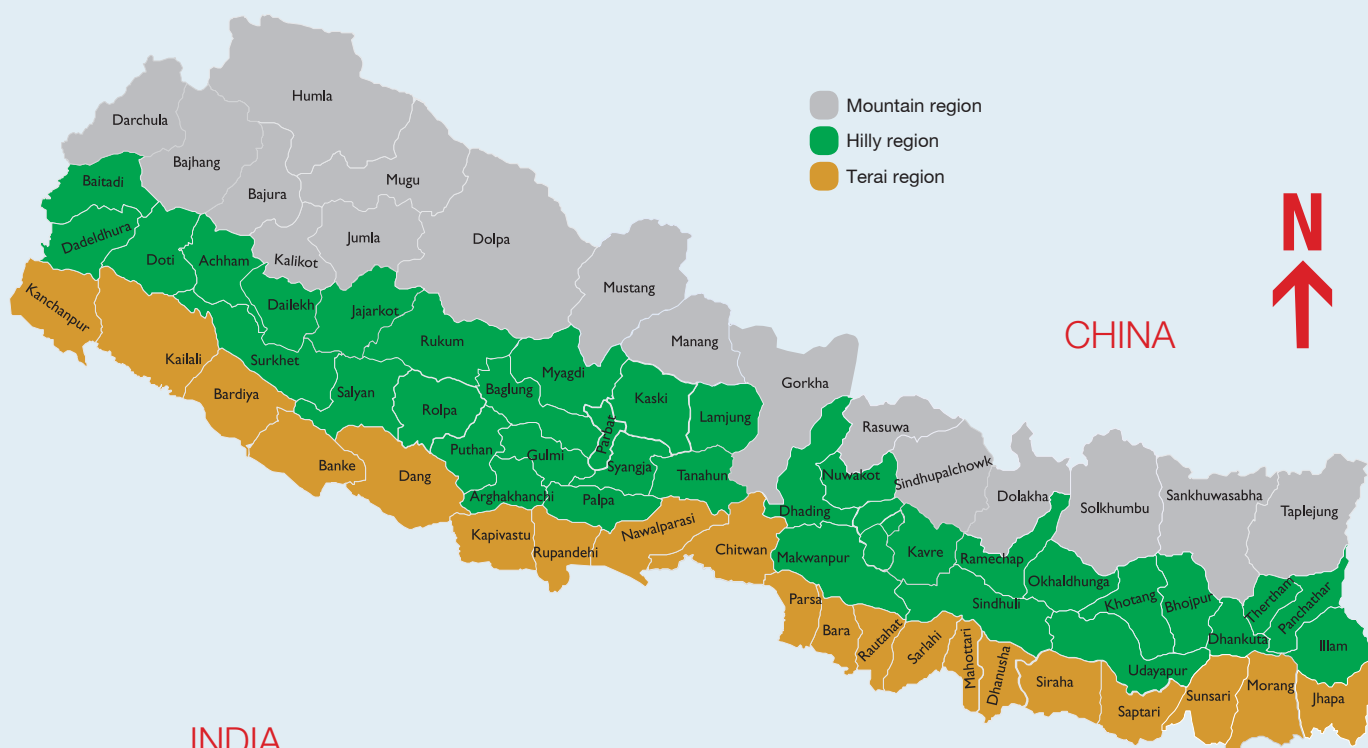 Humla
Mountain region
Darchula
Hilly region
Bajhang
Terai region
Baitadi
Mugu
Bajura
N
Dadeldhura
Jumla
Dolpa
Doti
Achham
Kalikot
Mustang
Kanchanpur
Dailekh
Jajarkot
CHINA
Rukum
Manang
Kailali
Surkhet
Myagdi
Gorkha
Bardiya
Salyan
Baglung
Kaski
Rolpa
Lamjung
Parbat
Rasuwa
Puthan
Gulmi
Banke
Syangja
Dang
Tanahun
Nuwakot
Sindhupalchowk
Arghakhanchi
Palpa
Dolakha
Sankhuwasabha
Solkhumbu
Taplejung
Dhading
Kapivastu
Nawalparasi
Rupandehi
Chitwan
Makwanpur
Kavre
Ramechap
Okhaldhunga
Parsa
Sindhuli
Khotang
Bhojpur
Thertham
Panchathar
Bara
Rautahat
Sarlahi
Mahottari
Dhanusha
Dhankuta
Illam
Udayapur
Siraha
Saptari
Sunsari
Morang
Jhapa
INDIA